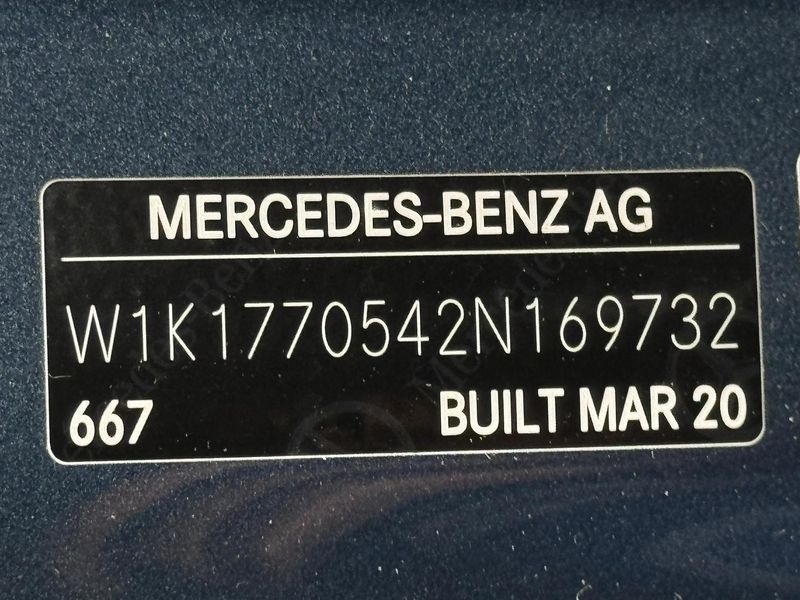 MERCEDES-BENZ AG
W1K1770542N169732
667
BUILT MAR 20